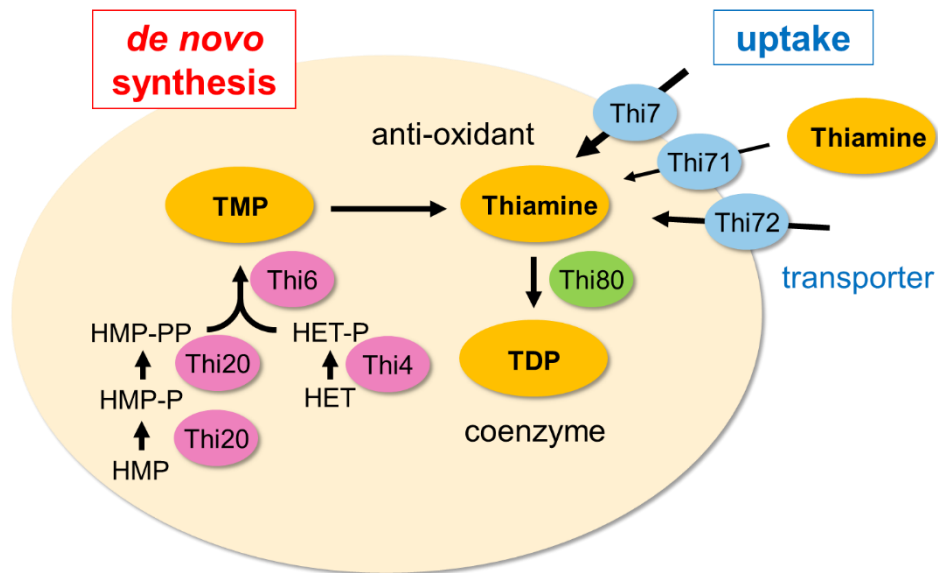 de novo
synthesis
uptake
Thi7
anti-oxidant
Thiamine
Thi71
TMP
Thiamine
Thi72
Thi6
Thi80
transporter
HMP-PP
HET-P
Thi20
Thi4
TDP
HMP-P
HET
Thi20
coenzyme
HMP